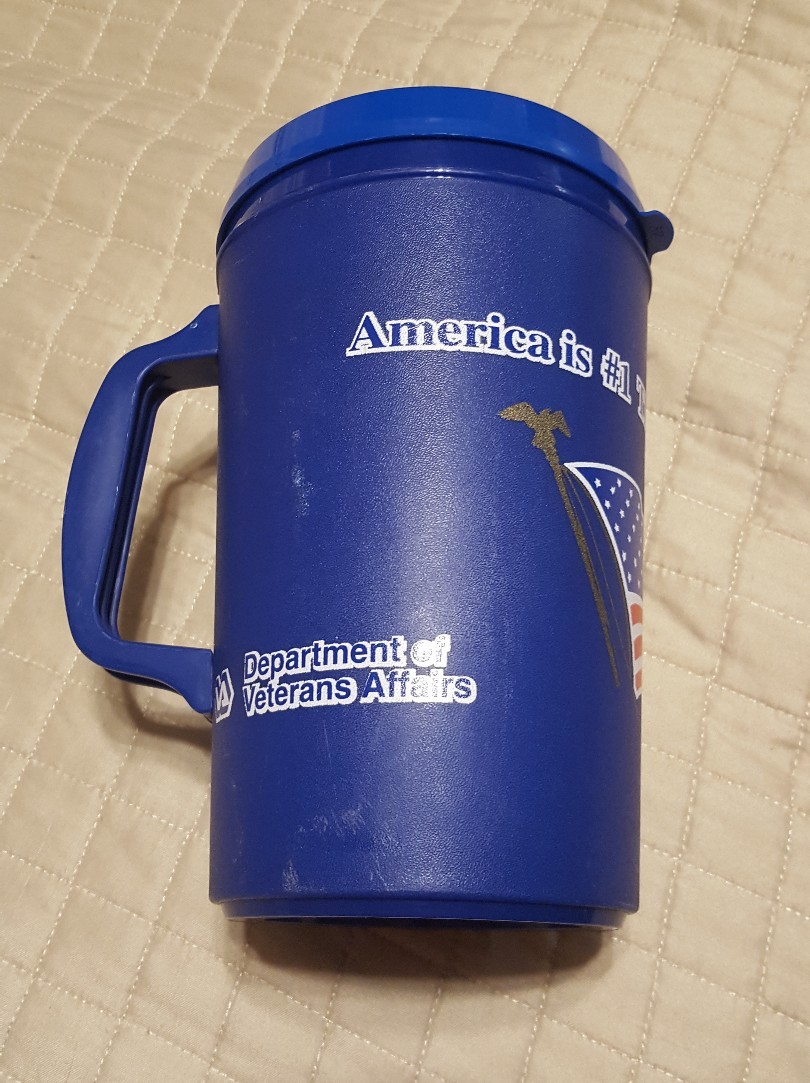 America is #1 T
Department of
Veterans Affairs